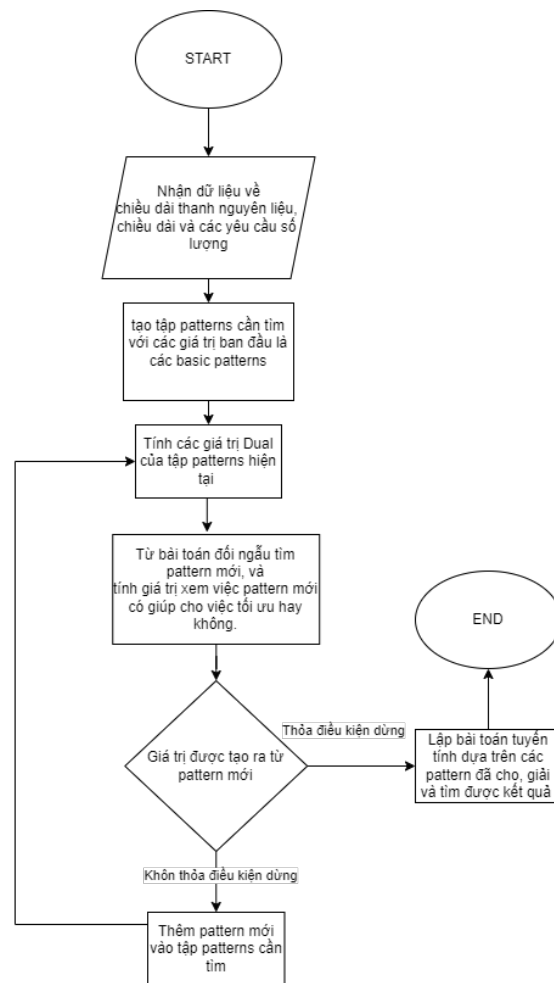 START
Nhận dữ liệu về
chiều dài thanh nguyên liệu,
chiều dài và các yêu cầu số
lượng
tạo tập patterns cần tìm
với các giá trị ban đầu là
các basic patterns
Tính các giá trị Dual
của tập patterns hiện
tại
Từ bài toán đối ngẫu tìm
pattern mới, và
tính giá trị xem việc pattern mới
có giúp cho việc tối ưu hay
không.
Giá trị được tạo ra từ
pattern mới
Thỏa điều kiện dừng
Lập bài toán tuyến
tính dựa trên các
pattern đã cho, giải
và tìm được kết quả
END
Khôn thỏa điều kiện dừng
Thêm pattern mới
vào tập patterns cần
tìm